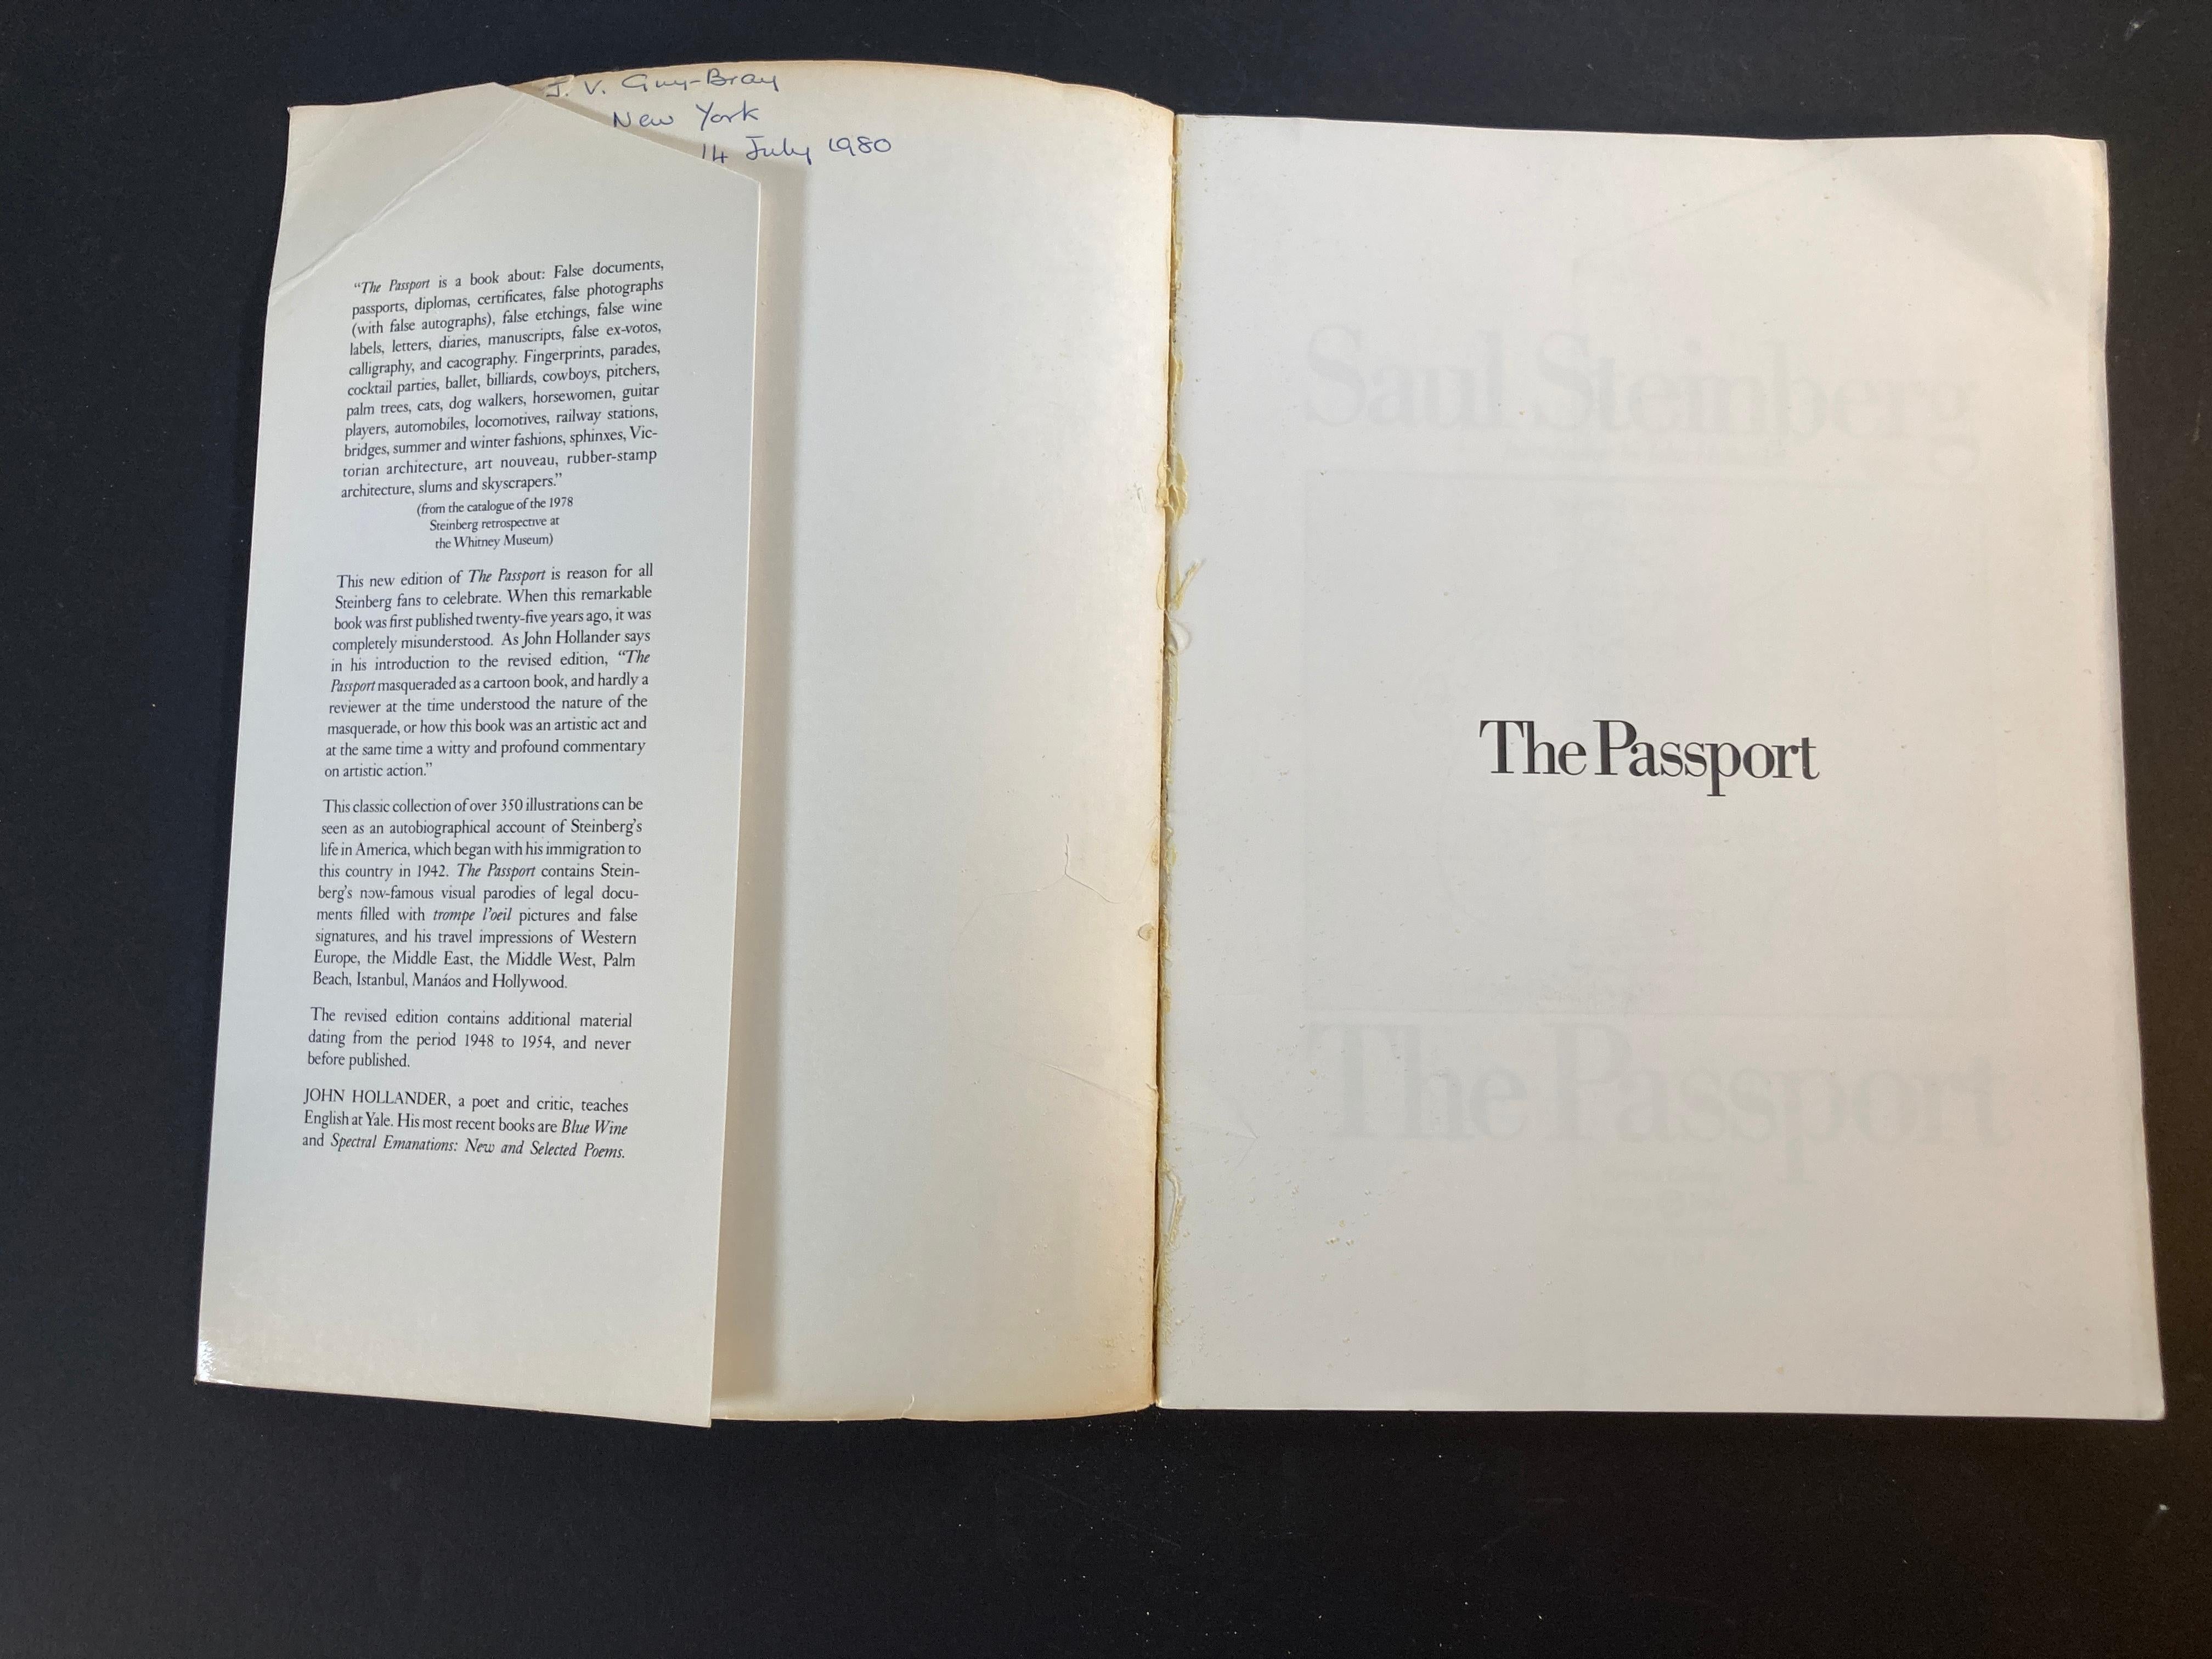 J. V. Guy-Bray
New York
14 July 1980
“The Passport is a book about: False documents,
passports, diplomas, certificates, false photographs
(with false autographs), false etchings, false wine
labels, letters, diaries, manuscripts, false ex-votos,
calligraphy, and cacography. Fingerprints, parades,
cocktail parties, ballet, billiards, cowboys, pitchers,
palm trees, cats, dog walkers, horsewomen, guitar
players, automobiles, locomotives, railway stations,
bridges, summer and winter fashions, sphinxes, Vic-
torian architecture, art nouveau, rubber-stamp
architecture, slums and skyscrapers.”
(from the catalogue of the 1978
Steinberg retrospective at
the Whitney Museum)
This new edition of The Passport is reason for all
Steinberg fans to celebrate. When this remarkable
book was first published twenty-five years ago, it was
completely misunderstood. As John Hollander says
in his introduction to the revised edition, “The
Passport masqueraded as a cartoon book, and hardly a
reviewer at the time understood the nature of the
masquerade, or how this book was an artistic act and
at the same time a witty and profound commentary
on artistic action.”
This classic collection of over 350 illustrations can be
seen as an autobiographical account of Steinberg’s
life in America, which began with his immigration to
this country in 1942. The Passport contains Stein-
berg’s now-famous visual parodies of legal docu-
ments filled with trompe l’oeil pictures and false
signatures, and his travel impressions of Western
Europe, the Middle East, the Middle West, Palm
Beach, Istanbul, Manáos and Hollywood.
The revised edition contains additional material
dating from the period 1948 to 1954, and never
before published.
JOHN HOLLANDER, a poet and critic, teaches
English at Yale. His most recent books are Blue Wine
and Spectral Emanations: New and Selected Poems.
Saul Steinberg
The Passport
The Passport